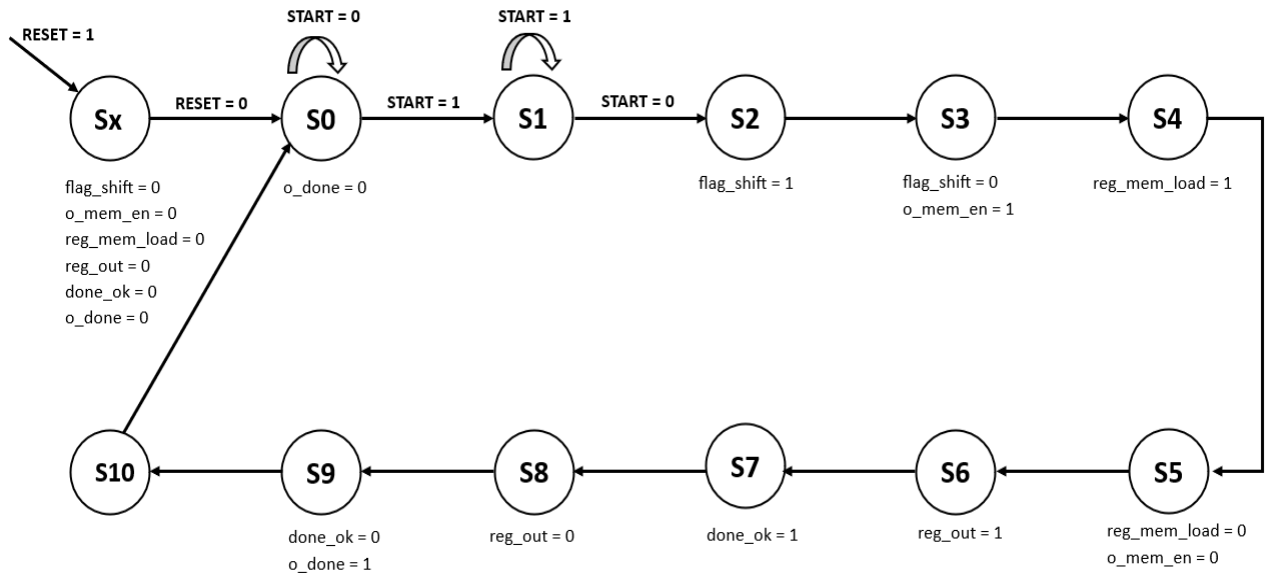 START = 0
START = 1
RESET = 1
RESET = 0
START = 1
START = 0
Sx
S0
S1
S2
S3
S4
flag_shift = 0
o_mem_en = 0
reg_mem_load = 0
reg_out = 0
done_ok = 0
o_done = 0
o_done = 0
flag_shift = 1
flag_shift = 0
o_mem_en = 1
reg_mem_load = 1
S10
S9
S8
S7
S6
S5
done_ok = 0
o_done = 1
reg_out = 0
done_ok = 1
reg_out = 1
reg_mem_load = 0
o_mem_en = 0